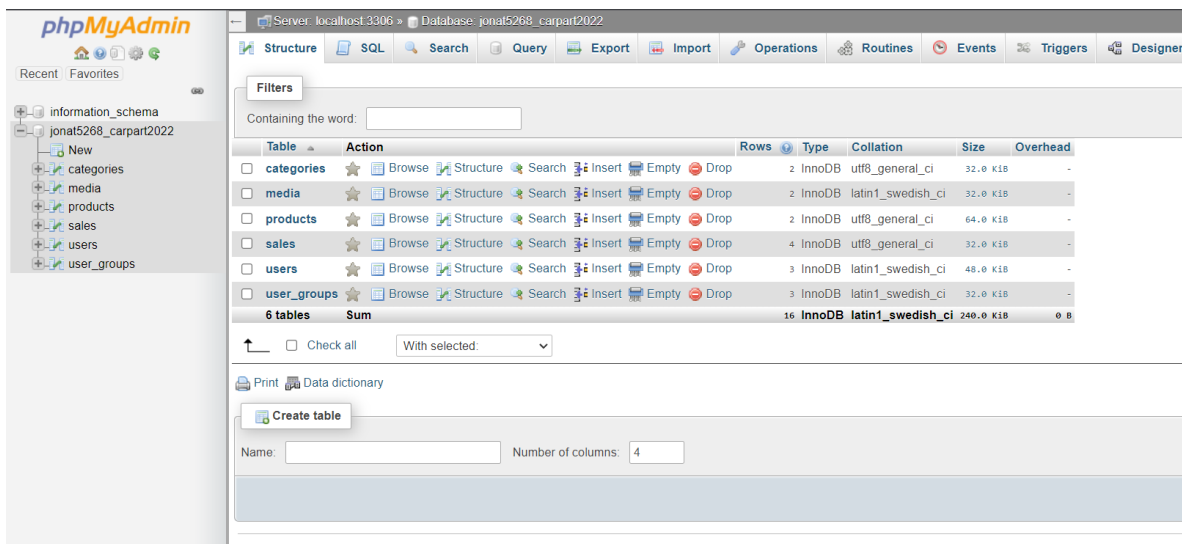 phpMyAdmin
Recent Favorites
information_schema
jonat5268_carpart2022
New
categories
media
products
sales
users
user_groups
Server: localhost:3306 » Database: jonat5268_carpart2022
Structure SQL Search Query Export Import Operations Routines Events Triggers Designer
Filters
Containing the word:
Table Action Rows Type Collation Size Overhead
categories Browse Structure Search Insert Empty Drop 2 InnoDB utf8_general_ci 32.0 KiB -
media Browse Structure Search Insert Empty Drop 2 InnoDB latin1_swedish_ci 32.0 KiB -
products Browse Structure Search Insert Empty Drop 2 InnoDB utf8_general_ci 64.0 KiB -
sales Browse Structure Search Insert Empty Drop 4 InnoDB utf8_general_ci 32.0 KiB -
users Browse Structure Search Insert Empty Drop 3 InnoDB latin1_swedish_ci 48.0 KiB -
user_groups Browse Structure Search Insert Empty Drop 3 InnoDB latin1_swedish_ci 32.0 KiB -
6 tables Sum 16 InnoDB latin1_swedish_ci 240.0 KiB 0 B
Check all With selected:
Print Data dictionary
Create table
Name: Number of columns: 4